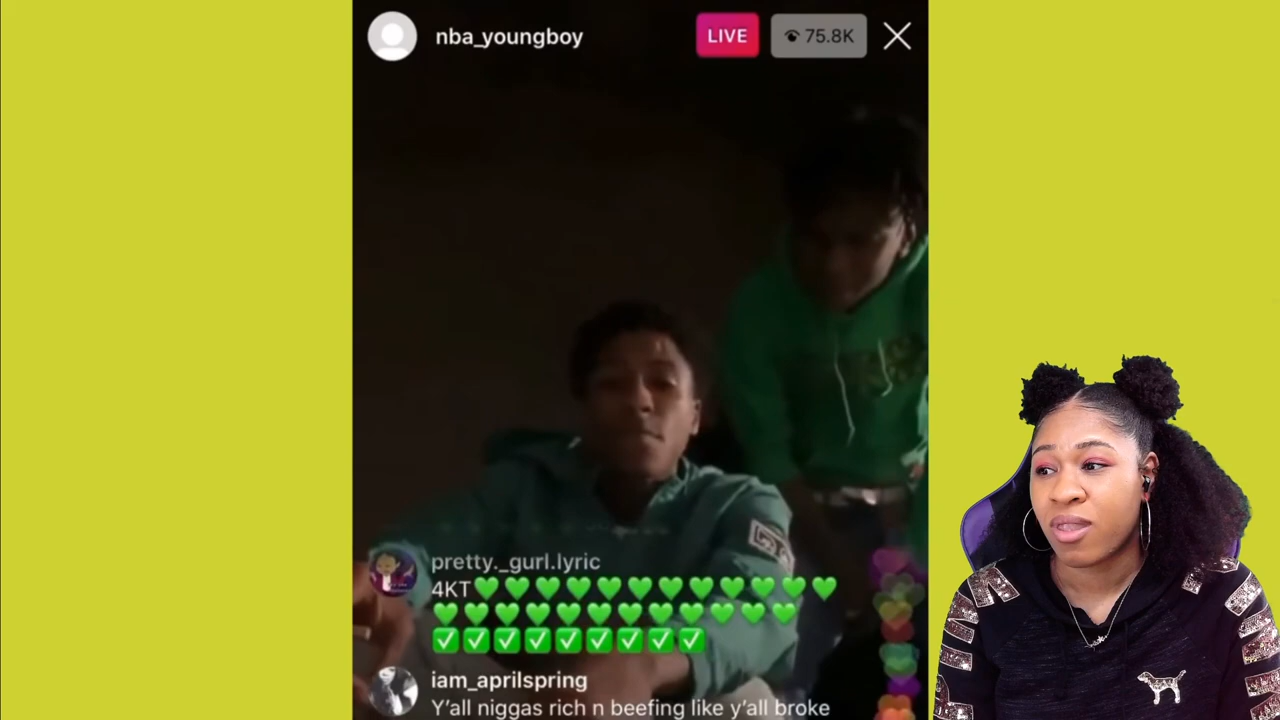 nba_youngboy
LIVE
75.8K
pretty._gurl.lyric
4KT💚💚💚💚💚💚💚💚💚💚💚💚
💚💚💚💚💚💚💚💚💚💚💚💚
✅✅✅✅✅✅✅✅✅
iam_aprilspring
Y'all niggas rich n beefing like y'all broke